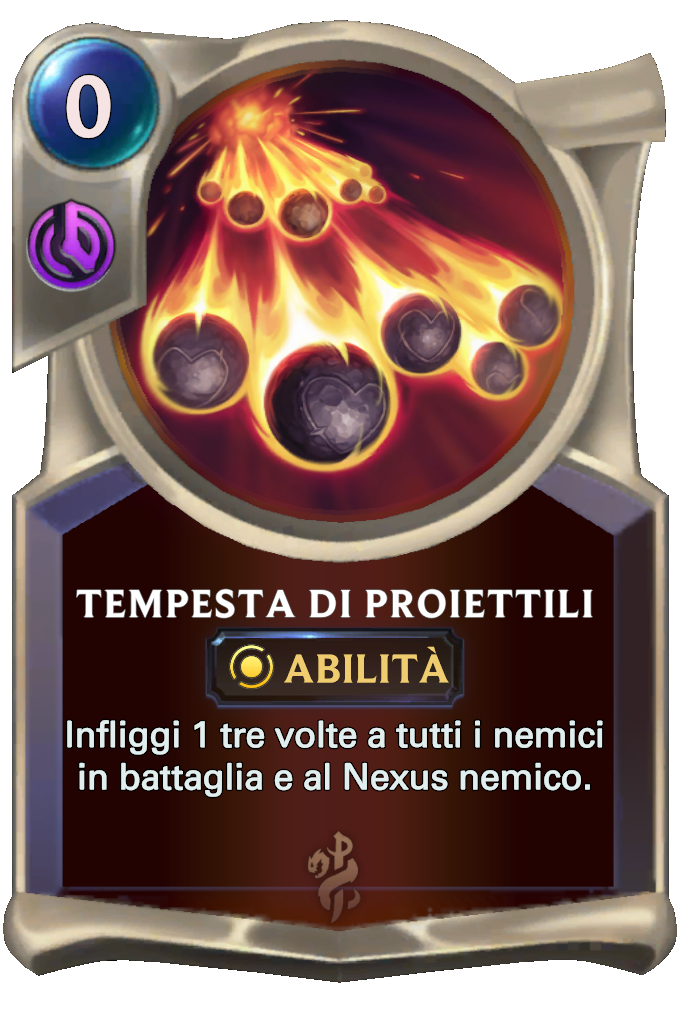 0
TEMPESTA DI PROIETTILI
ABILITÀ
Infliggi 1 tre volte a tutti i nemici
in battaglia e al Nexus nemico.